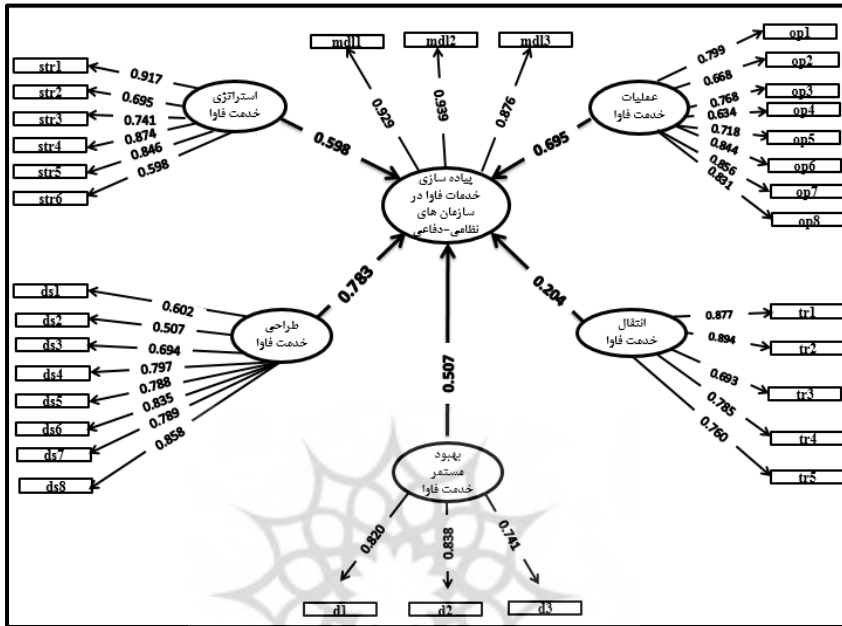 mdl1
mdl2
mdl3
0.929
0.939
0.876
str1
str2
str3
str4
str5
str6
0.917
0.695
0.741
0.874
0.846
0.598
استراتژی
خدمت فاوا
0.598
op1
op2
op3
op4
op5
op6
op7
op8
0.799
0.668
0.768
0.634
0.718
0.844
0.856
0.831
عملیات
خدمت فاوا
0.695
پیاده سازی
خدمات فاوا در
سازمان های
نظامی-دفاعی
ds1
ds2
ds3
ds4
ds5
ds6
ds7
ds8
0.602
0.507
0.694
0.797
0.788
0.835
0.789
0.858
طراحی
خدمت فاوا
0.783
انتقال
خدمت فاوا
0.204
0.877
0.894
0.693
0.785
0.760
tr1
tr2
tr3
tr4
tr5
0.507
بهبود
مستمر
خدمت فاوا
0.820
0.838
0.741
d1
d2
d3